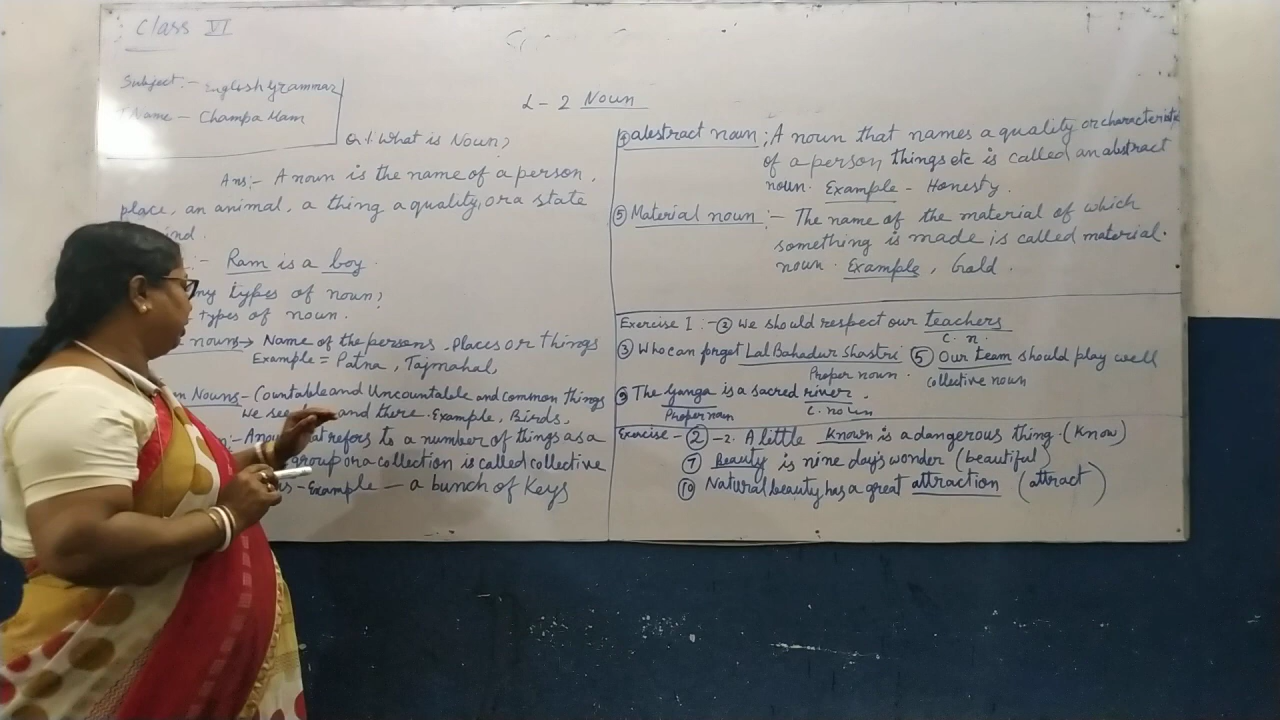 Class VI
Subject:- English Grammar
Name - Champa Mam
L-2 Noun
Q.1. What is Noun?
Ans:- A noun is the name of a person,
place, an animal, a thing a quality, or a state
ind.
:- Ram is a boy.
ny types of noun?
types of noun.
nouns→ Name of the persons, Places or things
Example = Patna, Tajmahal,
n Nouns- Countable and Uncountable and common things
We see and there. Example, Birds,
:- A noun that refers to a number of things as a
group or a collection is called collective
- Example - a bunch of Keys
④ abestract noun; A noun that names a quality or characteristic
of a person, things etc is called an abstract
noun. Example - Honesty.
⑤ Material noun:- The name of the material of which
something is made is called material.
noun. Example, Gald.
Exercise I:- ② We should respect our teachers
C. n.
③ Who can forget Lal Bahadur Shastri ⑤ Our team should play well
Proper noun. collective noun
⑨ The Ganga is a sacred river.
Proper noun C. noun
Exercise - ② -2. A little Known is a dangerous thing. (Know)
⑦ Beauty is nine day's wonder (beautiful)
⑩ Natural beauty has a great attraction (attract)